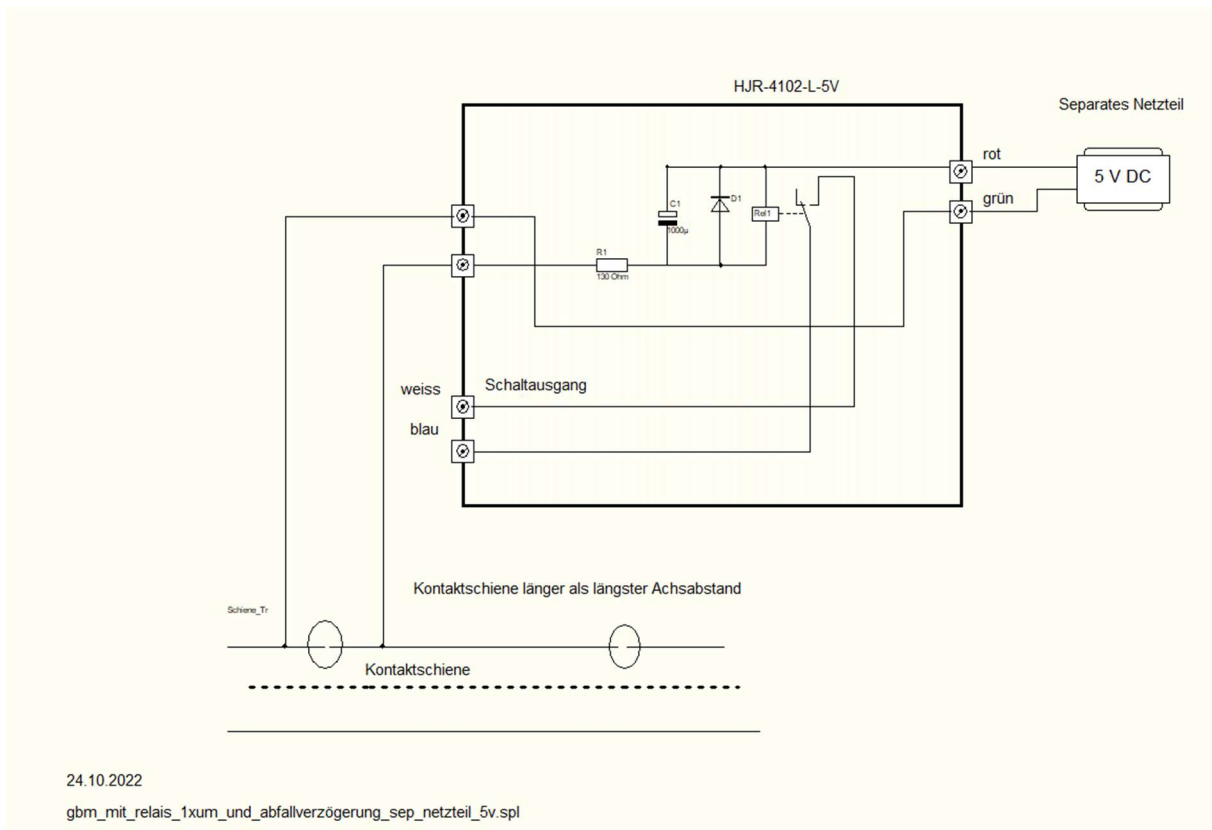 HJR-4102-L-5V
Separates Netzteil
rot
5 V DC
grün
C1
1000µ
D1
Rel1
R1
130 Ohm
weiss
Schaltausgang
blau
Kontaktschiene länger als längster Achsabstand
Schiene_Tr
Kontaktschiene
24.10.2022
gbm_mit_relais_1xum_und_abfallverzögerung_sep_netzteil_5v.spl